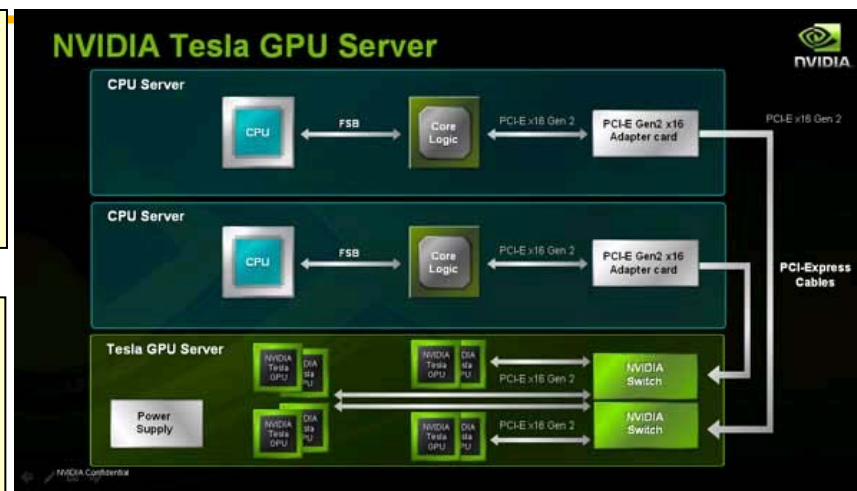 NVIDIA Tesla GPU Server
NVIDIA
CPU Server
CPU
FSB
Core
Logic
PCI-E x16 Gen 2
PCI-E Gen2 x16
Adapter card
PCI-E x16 Gen 2
CPU Server
CPU
FSB
Core
Logic
PCI-E x16 Gen 2
PCI-E Gen2 x16
Adapter card
PCI-Express
Cables
Tesla GPU Server
NVIDIA
Tesla
GPU
NVIDIA
Tesla
GPU
PCI-E x16 Gen 2
NVIDIA
Switch
Power
Supply
NVIDIA
Tesla
GPU
NVIDIA
Tesla
GPU
PCI-E x16 Gen 2
NVIDIA
Switch
NVIDIA Confidential